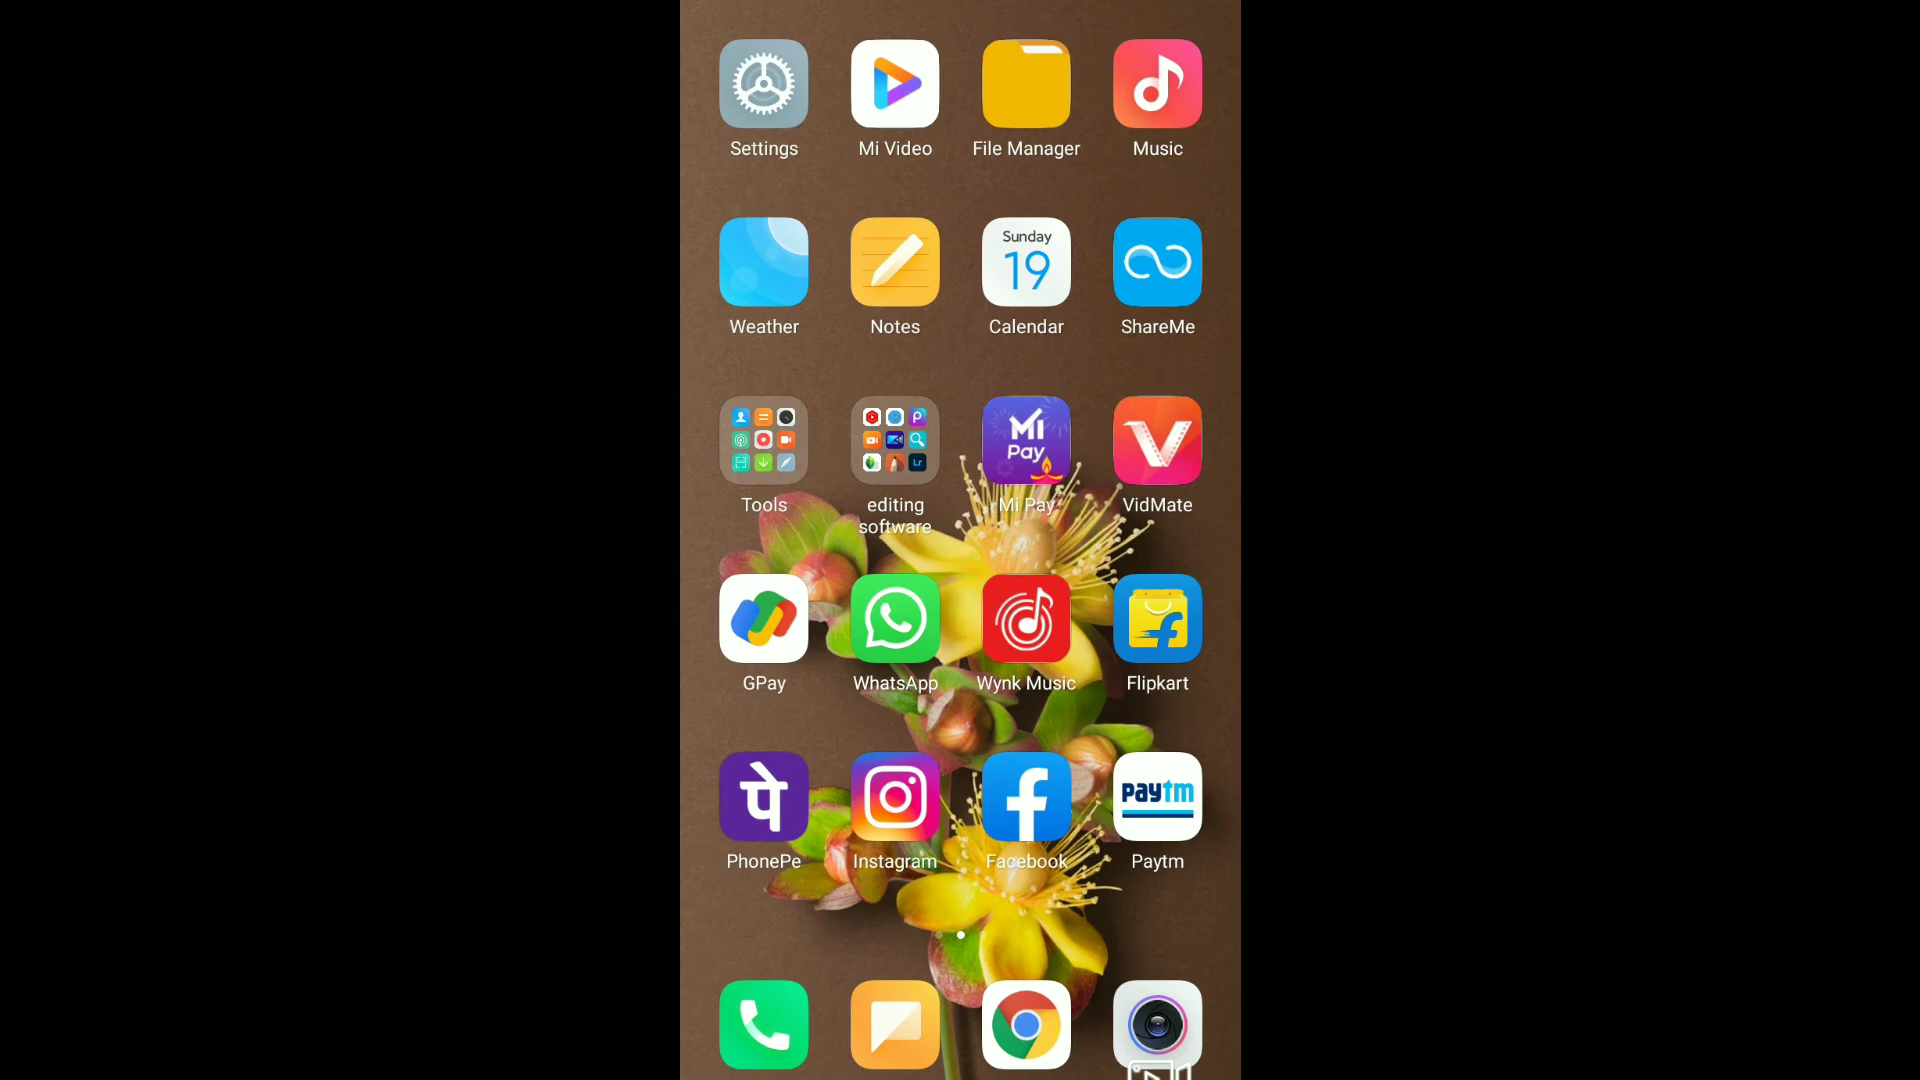 Settings
Mi Video
File Manager
Music
Sunday
19
Weather
Notes
Calendar
ShareMe
Lr
MI
Pay
Tools
editing
software
Mi Pay
VidMate
GPay
WhatsApp
Wynk Music
Flipkart
पे
paytm
PhonePe
Instagram
Facebook
Paytm